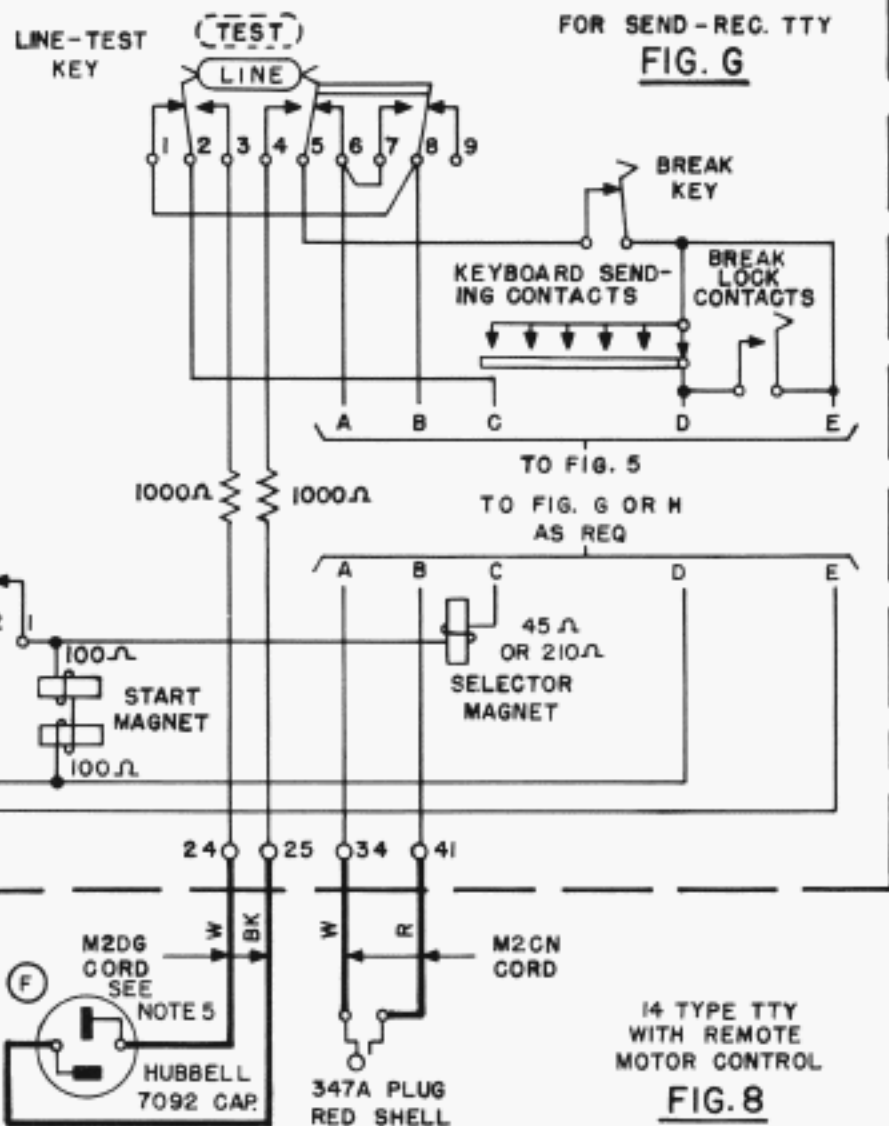 LINE-TEST
KEY
TEST
LINE
FOR SEND-REC. TTY
FIG. G
1 2 3 4 5 6 7 8 9
BREAK
KEY
KEYBOARD SEND-
ING CONTACTS
BREAK
LOCK
CONTACTS
A B C D E
TO FIG. 5
1000Ω 1000Ω
TO FIG. G OR H
AS REQ
A B C D E
1
100Ω
START
MAGNET
100Ω
45Ω
OR 210Ω
SELECTOR
MAGNET
24 25 34 41
W BK W R
M2DG
CORD
SEE
NOTE 5
M2CN
CORD
F
HUBBELL
7092 CAP.
347A PLUG
RED SHELL
14 TYPE TTY
WITH REMOTE
MOTOR CONTROL
FIG. 8